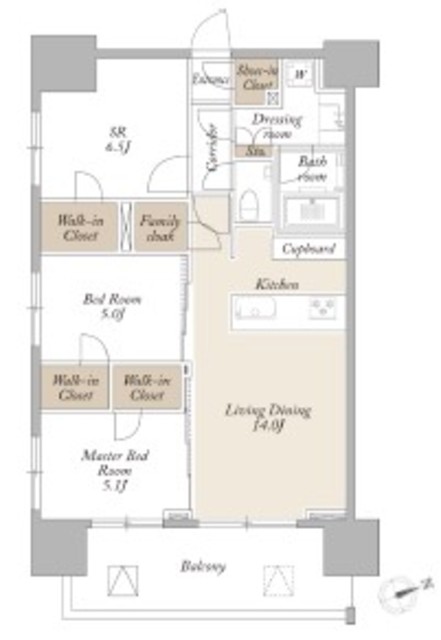 Entrance
Shoe-in
Closet
W
SR
6.5J
Corridor
Dressing
room
Sto.
Bath
room
Walk-in
Closet
Family
cloak
Cupboard
Kitchen
Bed Room
5.0J
Walk-in
Closet
Walk-in
Closet
Living Dining
14.0J
Master Bed
Room
5.1J
Balcony
N